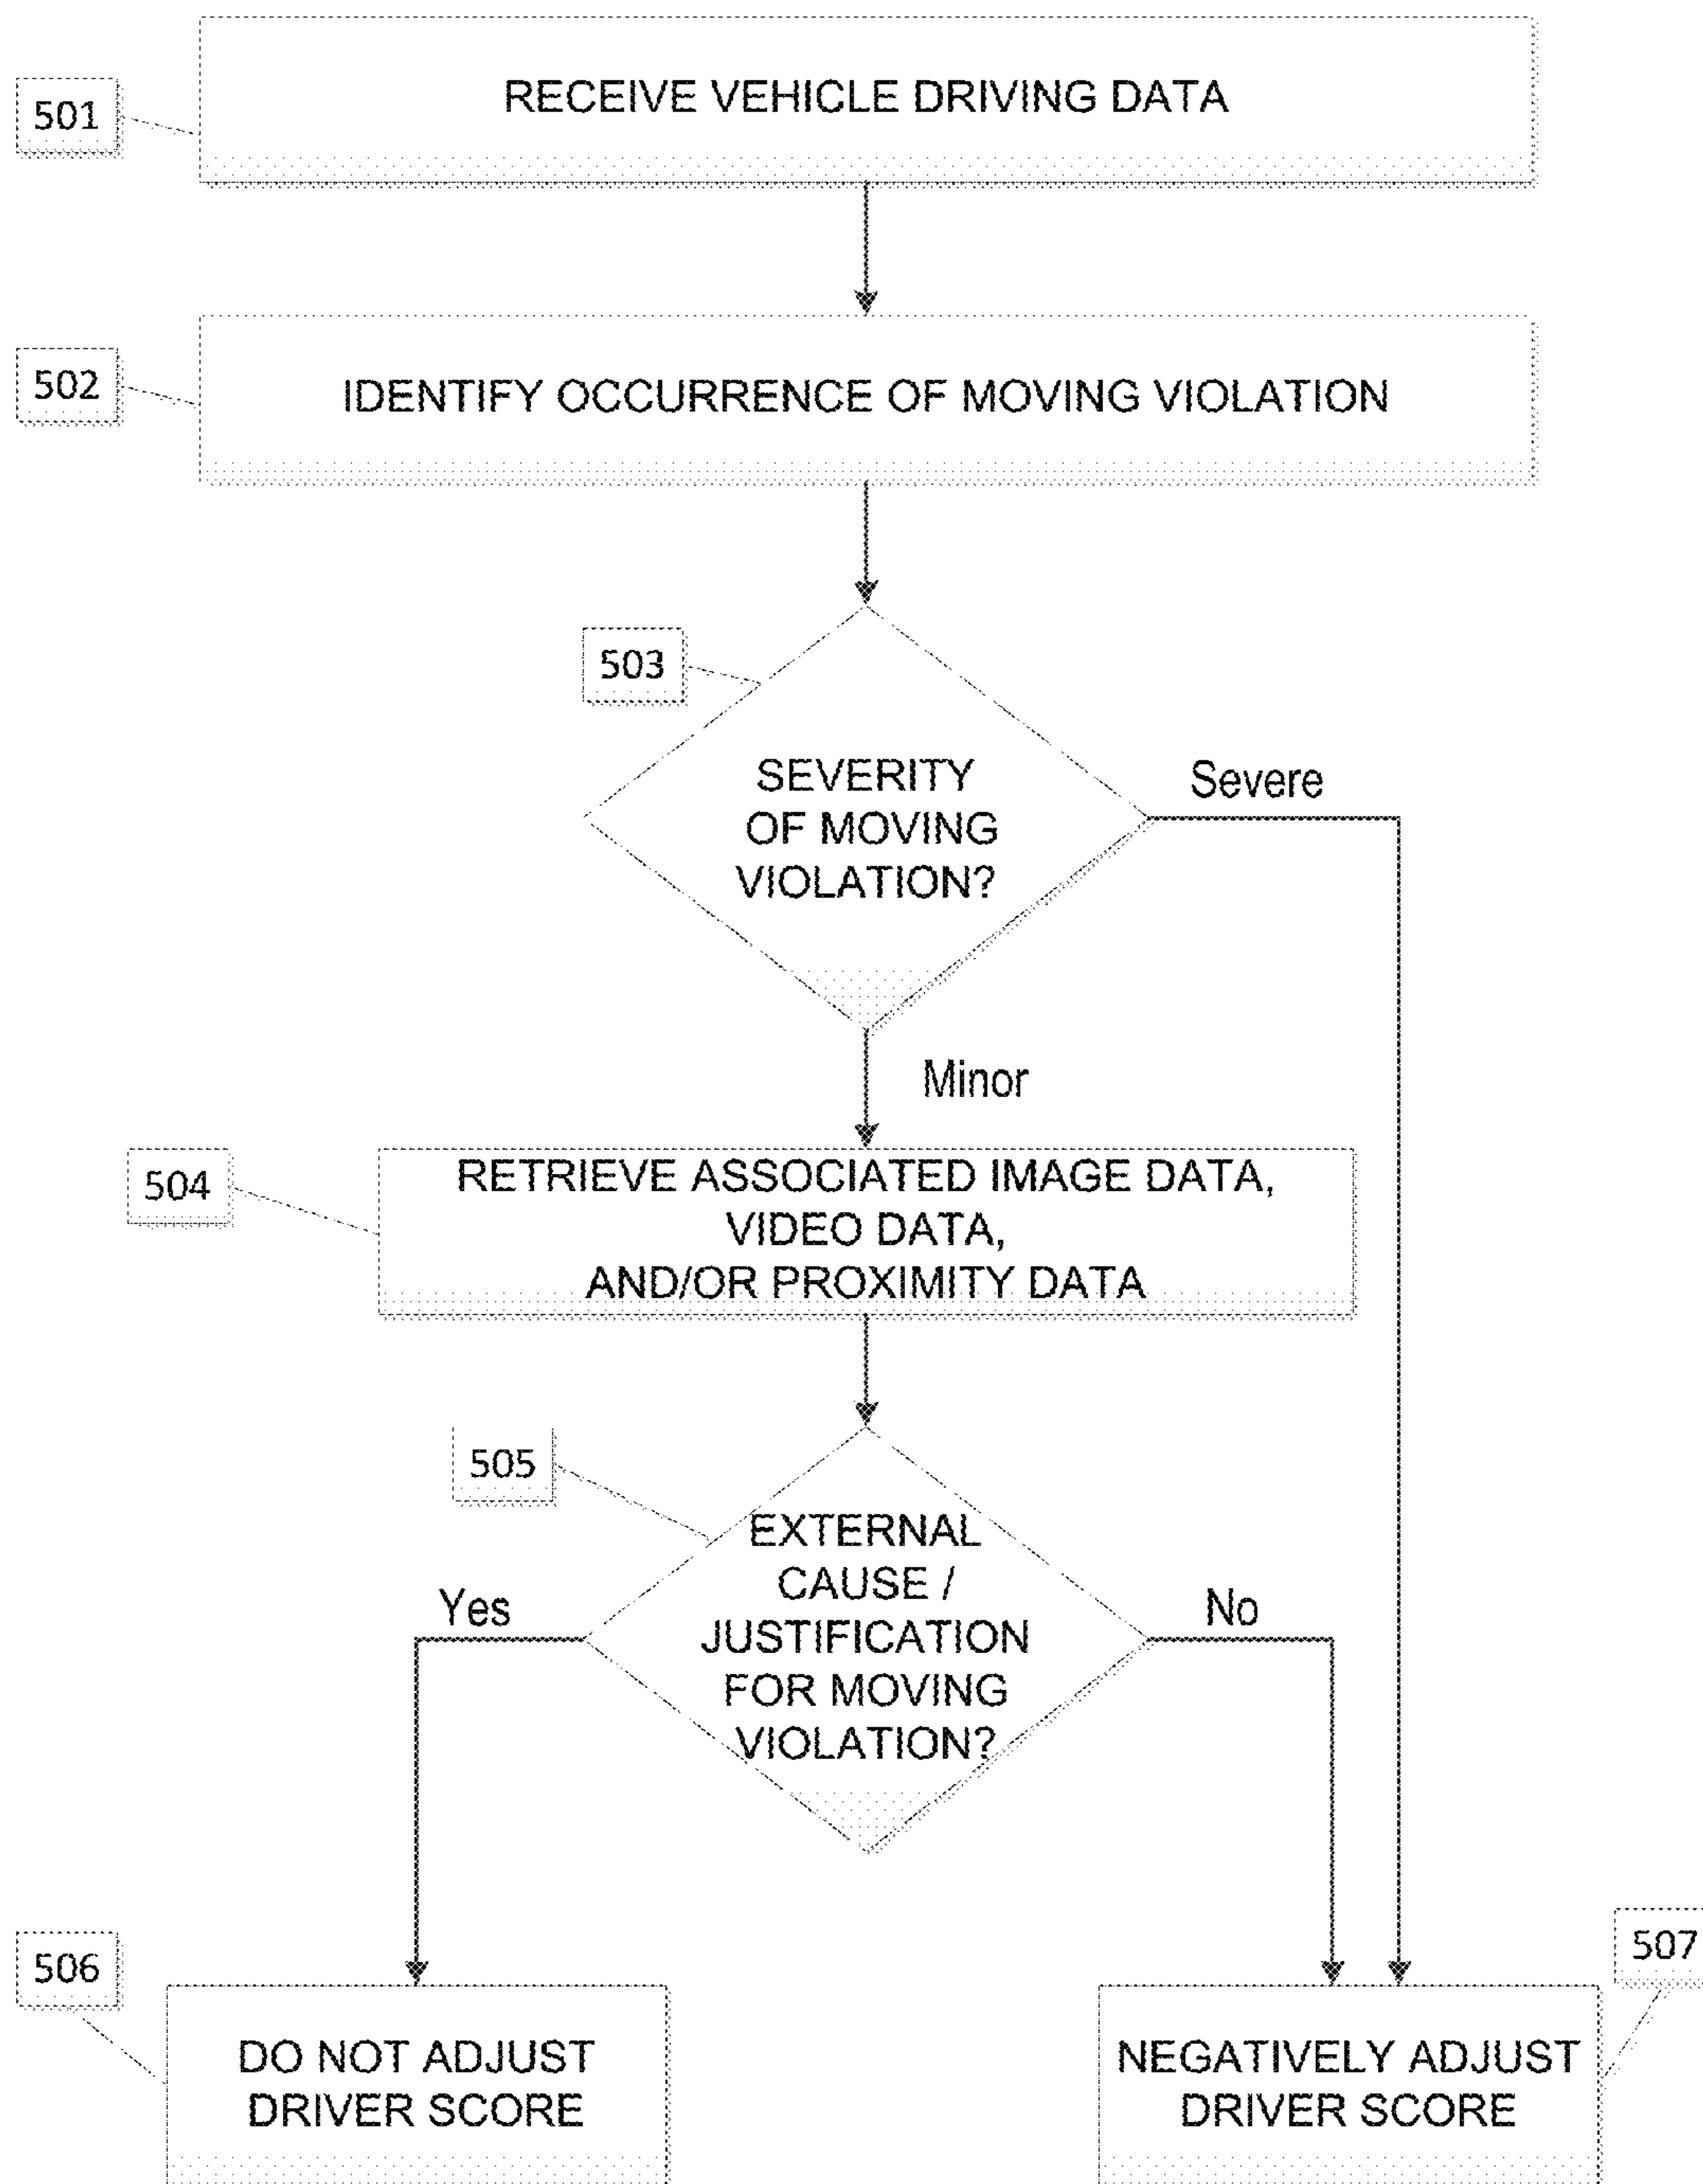 501
RECEIVE VEHICLE DRIVING DATA
502
IDENTIFY OCCURRENCE OF MOVING VIOLATION
503
SEVERITY
OF MOVING
VIOLATION?
Severe
Minor
504
RETRIEVE ASSOCIATED IMAGE DATA,
VIDEO DATA,
AND/OR PROXIMITY DATA
505
EXTERNAL
CAUSE /
JUSTIFICATION
FOR MOVING
VIOLATION?
Yes
No
506
DO NOT ADJUST
DRIVER SCORE
507
NEGATIVELY ADJUST
DRIVER SCORE